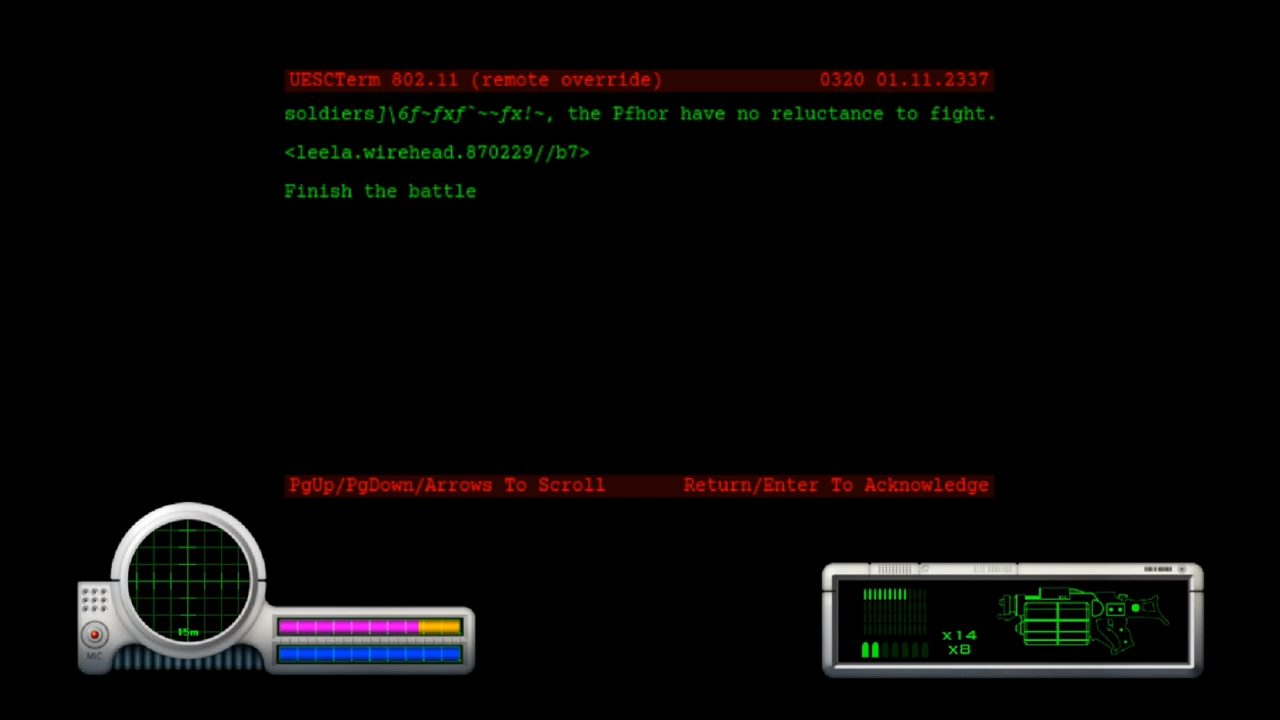 UESCTerm 802.11 (remote override) 0320 01.11.2337
soldiers]\6f~fxf`~~fx!~, the Pfhor have no reluctance to fight.
<leela.wirehead.870229//b7>
Finish the battle
PgUp/PgDown/Arrows To Scroll Return/Enter To Acknowledge
15m
MIC
x14
x8